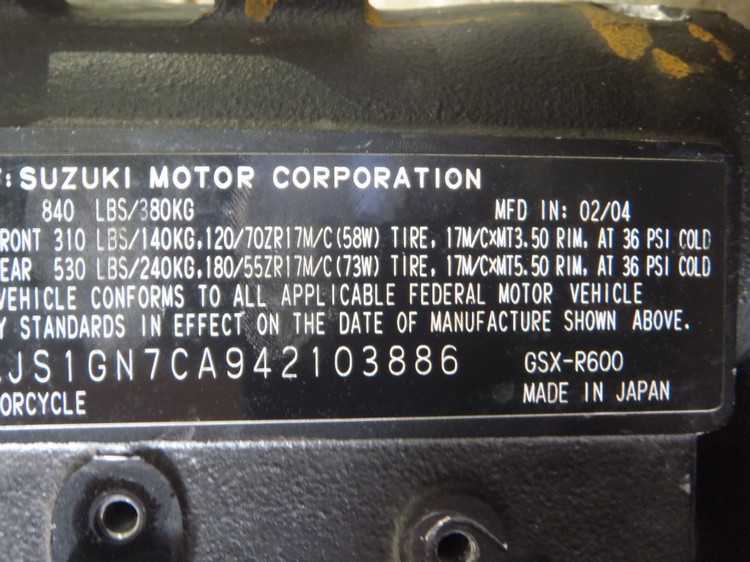 : SUZUKI MOTOR CORPORATION
840 LBS/380KG MFD IN: 02/04
RONT 310 LBS/140KG,120/70ZR17M/C(58W) TIRE, 17M/CXMT3.50 RIM, AT 36 PSI COLD
EAR 530 LBS/240KG,180/55ZR17M/C(73W) TIRE, 17M/CXMT5.50 RIM, AT 36 PSI COLD
VEHICLE CONFORMS TO ALL APPLICABLE FEDERAL MOTOR VEHICLE
Y STANDARDS IN EFFECT ON THE DATE OF MANUFACTURE SHOWN ABOVE.
JS1GN7CA942103886 GSX-R600
ORCYCLE MADE IN JAPAN